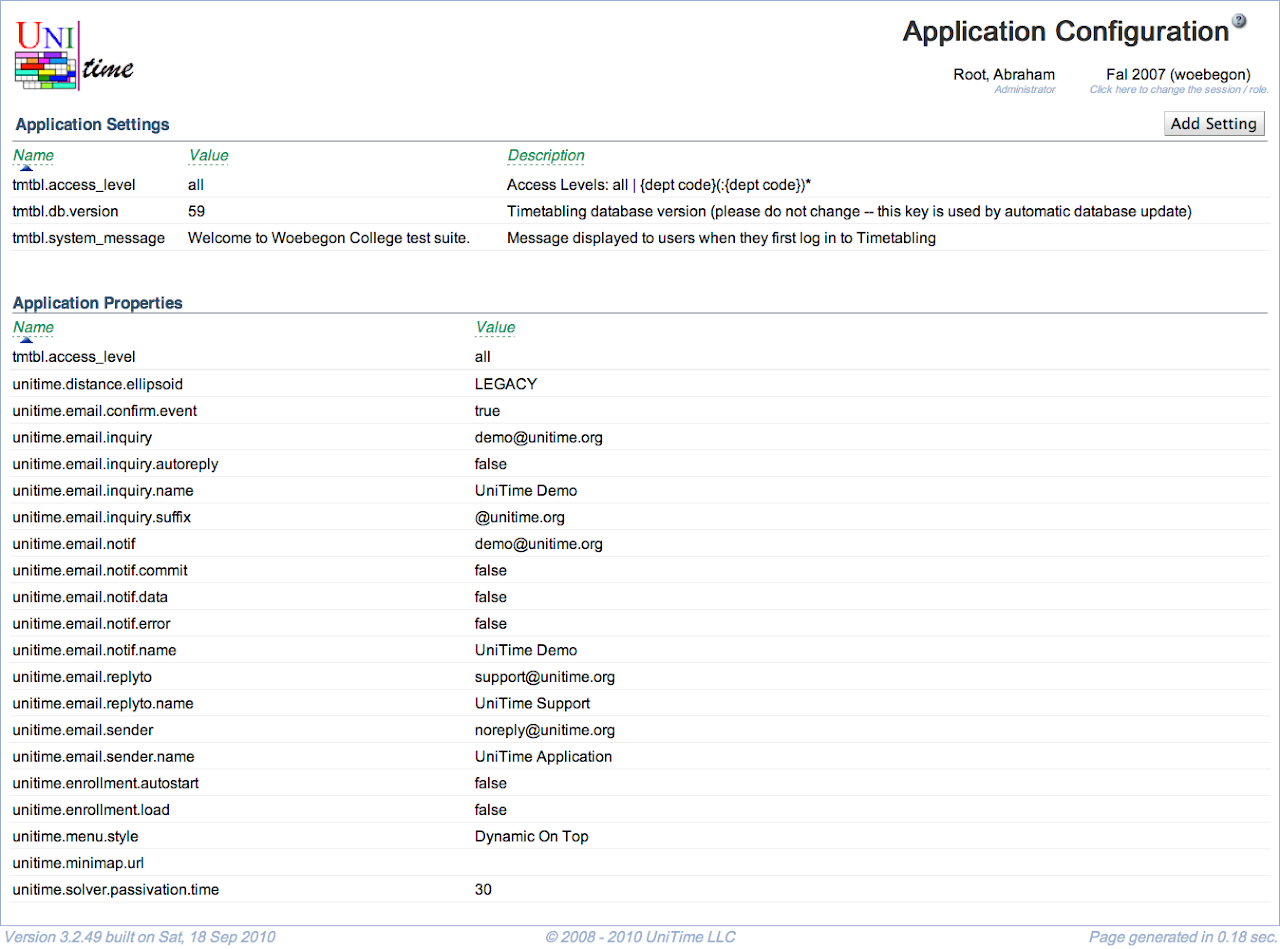 UNI time
Application Configuration ?
Root, Abraham Fal 2007 (woebegon)
Administrator Click here to change the session / role.
Application Settings Add Setting
Name Value Description
tmtbl.access_level all Access Levels: all | {dept code}(:{dept code})*
tmtbl.db.version 59 Timetabling database version (please do not change -- this key is used by automatic database update)
tmtbl.system_message Welcome to Woebegon College test suite. Message displayed to users when they first log in to Timetabling
Application Properties
Name Value
tmtbl.access_level all
unitime.distance.ellipsoid LEGACY
unitime.email.confirm.event true
unitime.email.inquiry demo@unitime.org
unitime.email.inquiry.autoreply false
unitime.email.inquiry.name UniTime Demo
unitime.email.inquiry.suffix @unitime.org
unitime.email.notif demo@unitime.org
unitime.email.notif.commit false
unitime.email.notif.data false
unitime.email.notif.error false
unitime.email.notif.name UniTime Demo
unitime.email.replyto support@unitime.org
unitime.email.replyto.name UniTime Support
unitime.email.sender noreply@unitime.org
unitime.email.sender.name UniTime Application
unitime.enrollment.autostart false
unitime.enrollment.load false
unitime.menu.style Dynamic On Top
unitime.minimap.url
unitime.solver.passivation.time 30
Version 3.2.49 built on Sat, 18 Sep 2010 © 2008 - 2010 UniTime LLC Page generated in 0.18 sec.